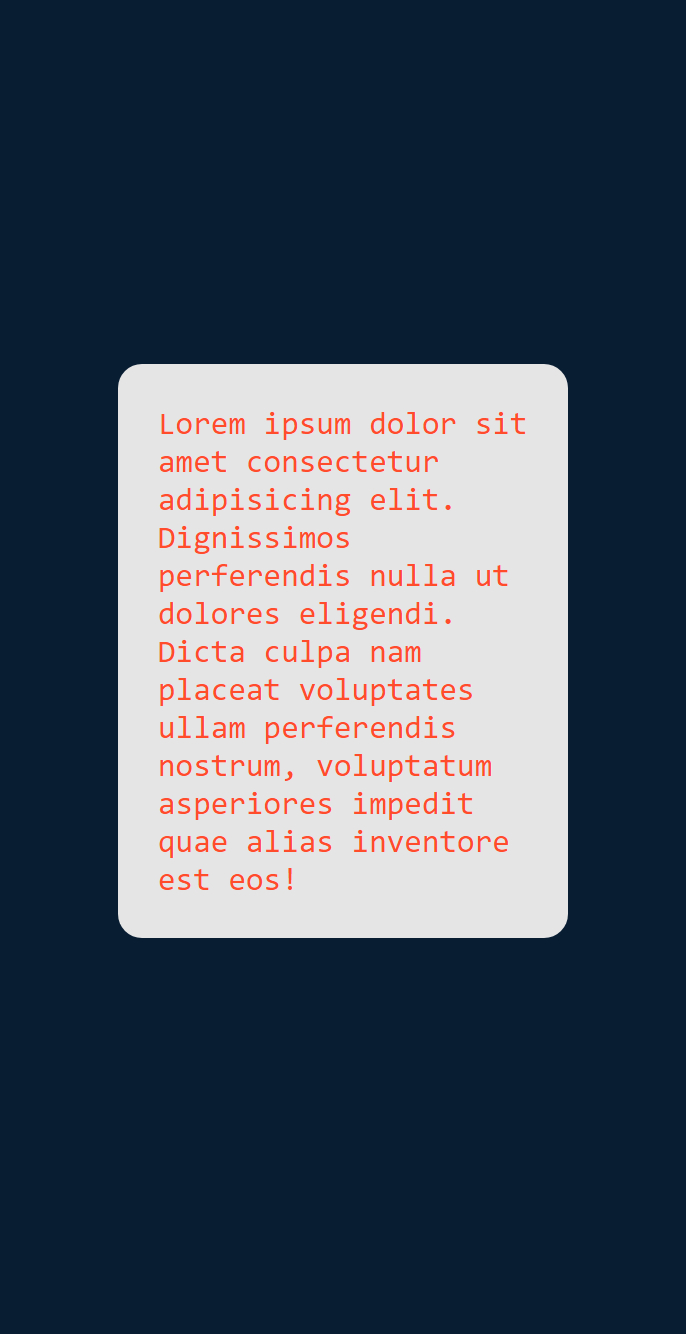 Lorem ipsum dolor sit
amet consectetur
adipisicing elit.
Dignissimos
perferendis nulla ut
dolores eligendi.
Dicta culpa nam
placeat voluptates
ullam perferendis
nostrum, voluptatum
asperiores impedit
quae alias inventore
est eos!